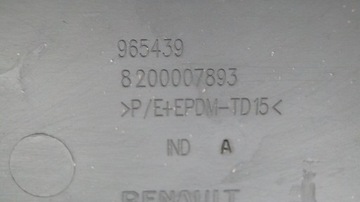 965439
8200007893
>P/E+EPDM-TD15<
IND A
RENAULT